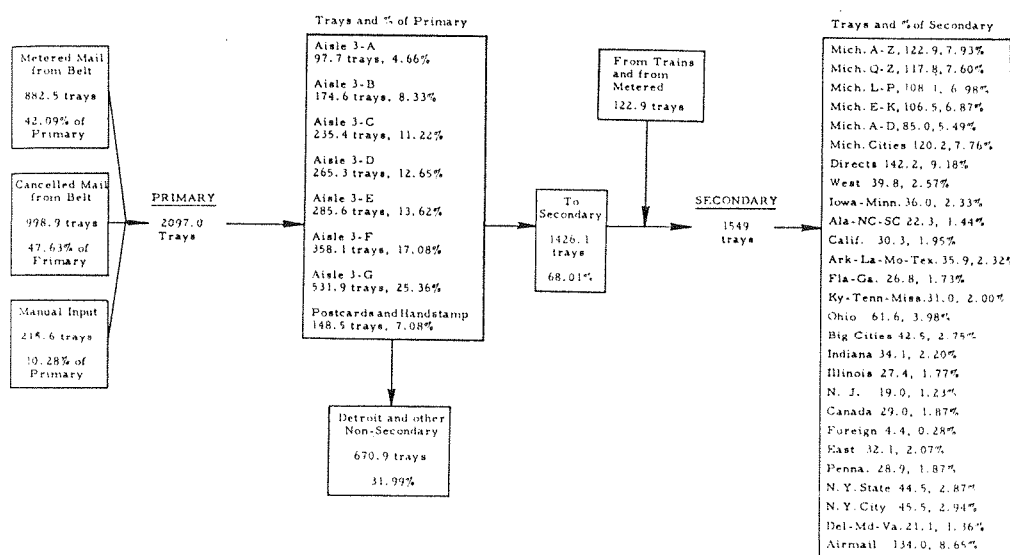 Trays and % of Primary
Trays and % of Secondary
Metered Mail
from Belt
882.5 trays
42.09% of
Primary
Cancelled Mail
from Belt
998.9 trays
47.63% of
Primary
Manual Input
215.6 trays
10.28% of
Primary
PRIMARY
2097.0
Trays
Aisle 3-A
97.7 trays, 4.66%
Aisle 3-B
174.6 trays, 8.33%
Aisle 3-C
235.4 trays, 11.22%
Aisle 3-D
265.3 trays, 12.65%
Aisle 3-E
285.6 trays, 13.62%
Aisle 3-F
358.1 trays, 17.08%
Aisle 3-G
531.9 trays, 25.36%
Postcards and Handstamp
148.5 trays, 7.08%
Detroit and other
Non-Secondary
670.9 trays
31.99%
From Trains
and from
Metered
122.9 trays
To
Secondary
1426.1
trays
68.01%
SECONDARY
1549
trays
Mich. A-Z, 122.9, 7.93%
Mich. Q-Z, 117.8, 7.60%
Mich. L-P, 108.1, 6.98%
Mich. E-K, 106.5, 6.87%
Mich. A-D, 85.0, 5.49%
Mich. Cities 120.2, 7.76%
Directs 142.2, 9.18%
West 39.8, 2.57%
Iowa-Minn. 36.0, 2.33%
Ala-NC-SC 22.3, 1.44%
Calif. 30.3, 1.95%
Ark-La-Mo-Tex. 35.9, 2.32%
Fla-Ga. 26.8, 1.73%
Ky-Tenn-Miss. 31.0, 2.00%
Ohio 61.6, 3.98%
Big Cities 42.5, 2.75%
Indiana 34.1, 2.20%
Illinois 27.4, 1.77%
N. J. 19.0, 1.23%
Canada 29.0, 1.87%
Foreign 4.4, 0.28%
East 32.1, 2.07%
Penna. 28.9, 1.87%
N.Y. State 44.5, 2.87%
N.Y. City 45.5, 2.94%
Del-Md-Va. 21.1, 1.36%
Airmail 134.0, 8.65%